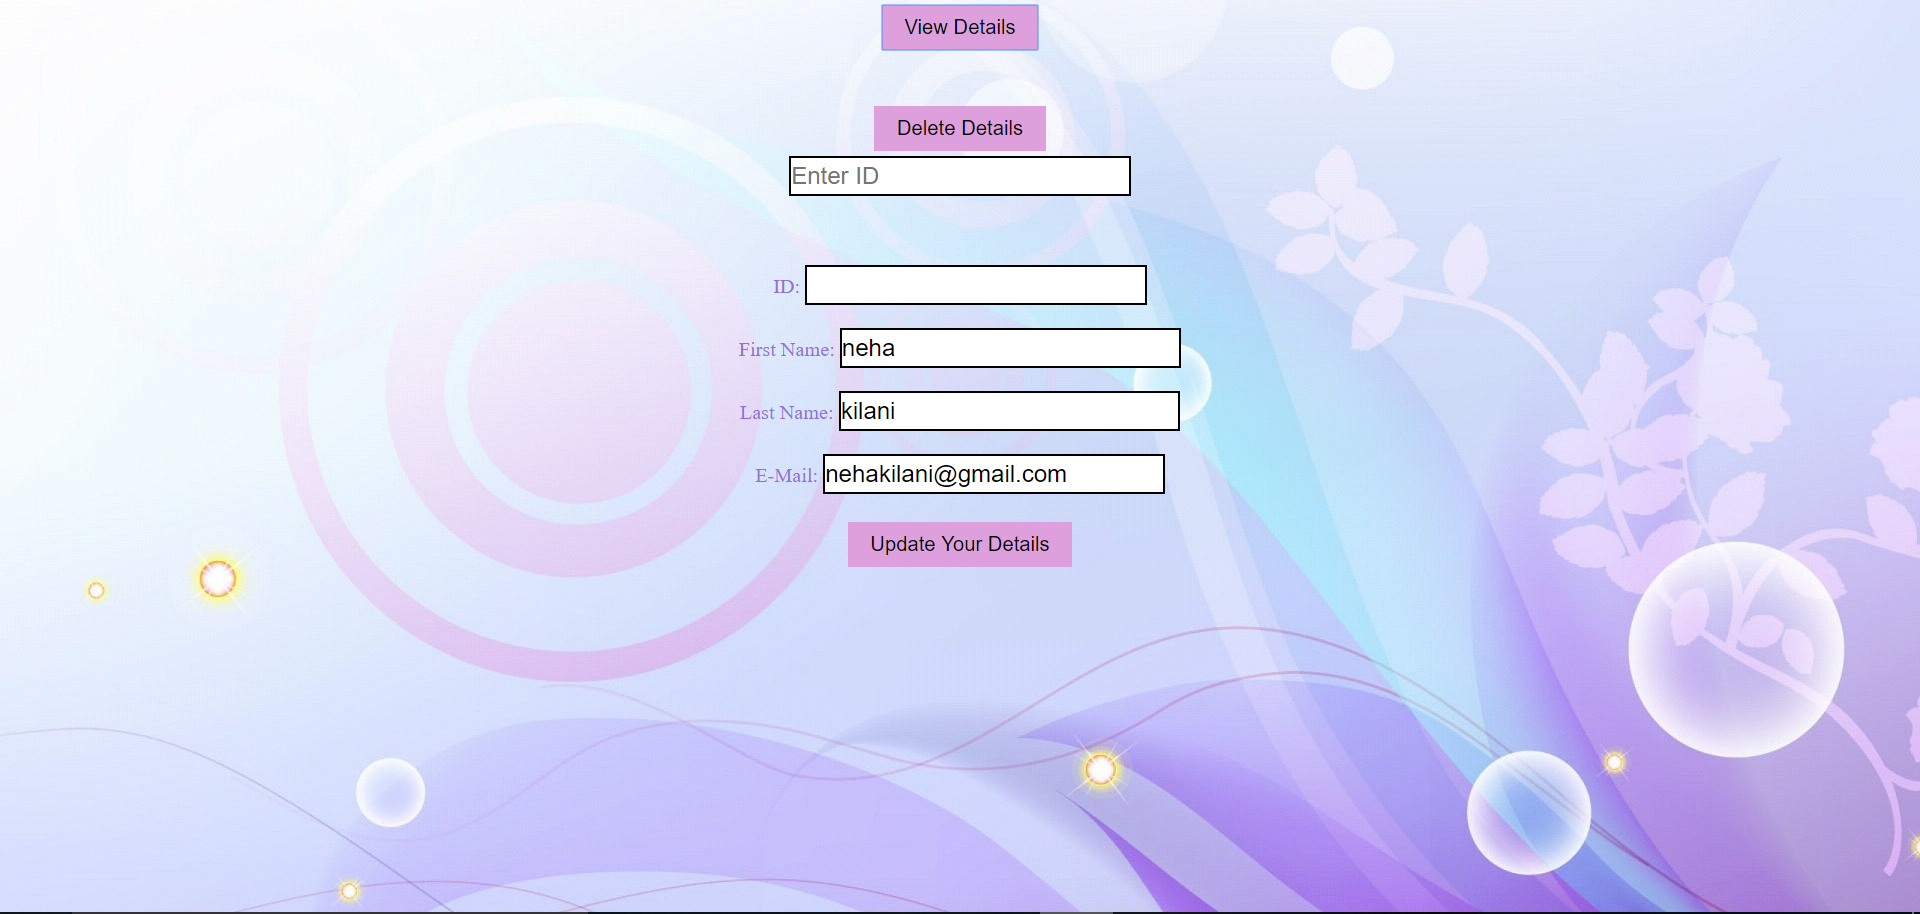 View Details
Delete Details
Enter ID
ID:
First Name: neha
Last Name: kilani
E-Mail: nehakilani@gmail.com
Update Your Details